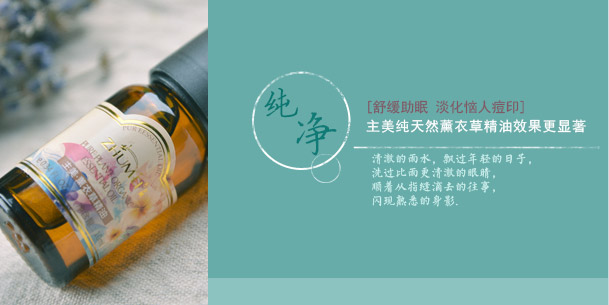 纯净
[舒缓助眠 淡化恼人痘印]
主美纯天然薰衣草精油效果更显著
清澈的雨水，飘过年轻的日子，
洗过比雨更清澈的眼睛，
顺着从指缝滴去的往事，
闪现熟悉的身影.
PURE ESSENTIAL OIL
ZHUMEI